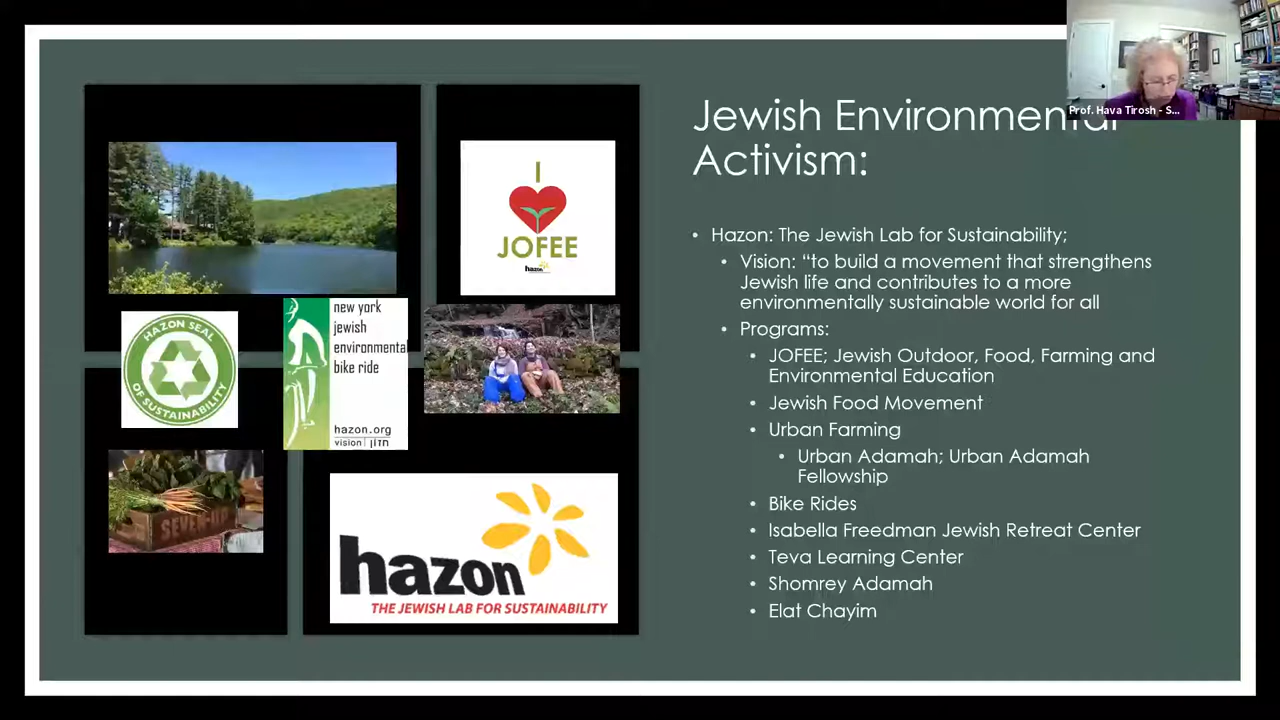 Prof. Hava Tirosh - S...
Jewish Environmental
Activism:
• Hazon: The Jewish Lab for Sustainability;
• Vision: “to build a movement that strengthens
Jewish life and contributes to a more
environmentally sustainable world for all
• Programs:
• JOFEE; Jewish Outdoor, Food, Farming and
Environmental Education
• Jewish Food Movement
• Urban Farming
• Urban Adamah; Urban Adamah
Fellowship
• Bike Rides
• Isabella Freedman Jewish Retreat Center
• Teva Learning Center
• Shomrey Adamah
• Elat Chayim
I
JOFEE
hazon
HAZON SEAL
OF SUSTAINABILITY
new york
jewish
environmental
bike ride
hazon.org
vision | חזון
SEVEN-UP
hazon
THE JEWISH LAB FOR SUSTAINABILITY